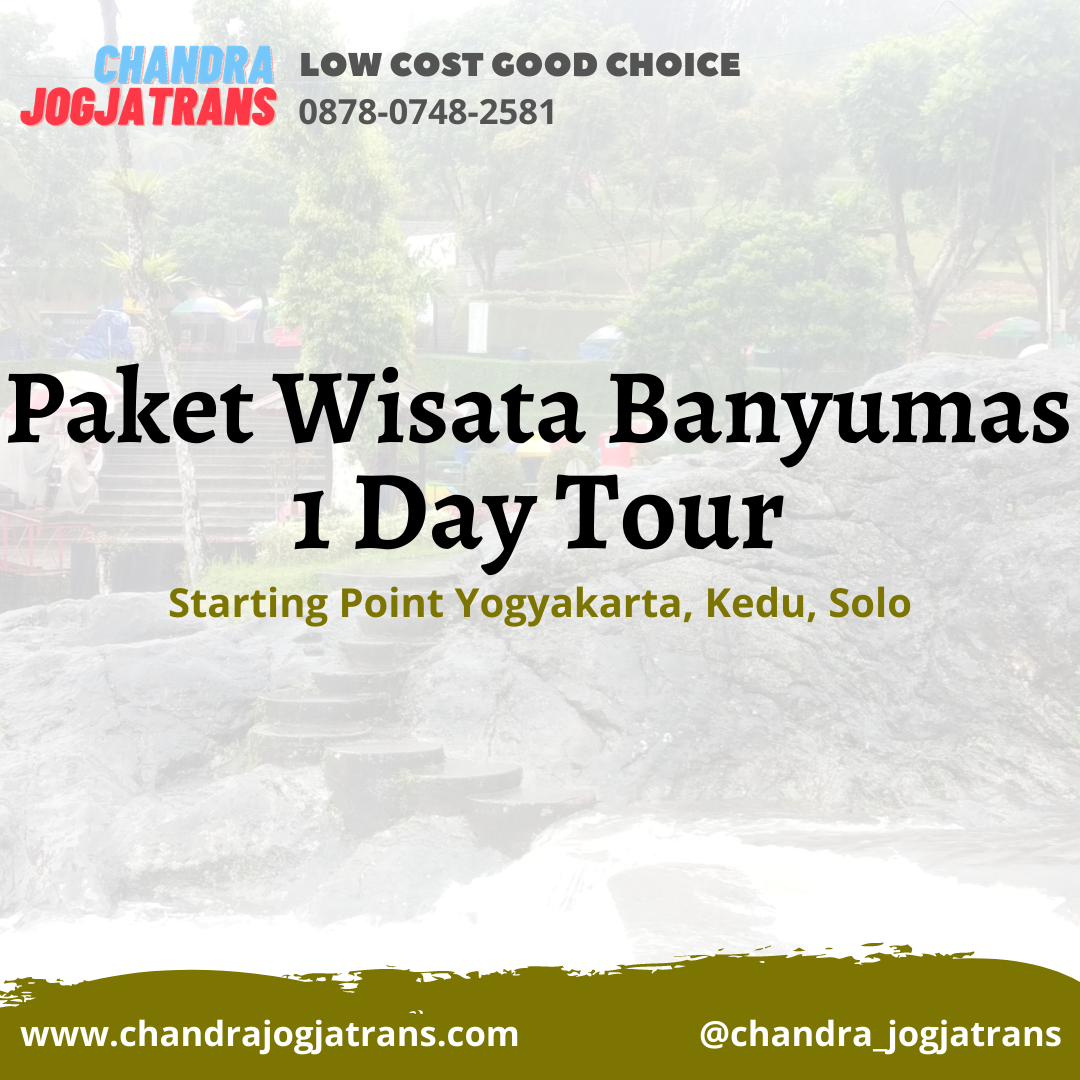 CHANDRA
JOGJATRANS
LOW COST GOOD CHOICE
0878-0748-2581
Paket Wisata Banyumas
1 Day Tour
Starting Point Yogyakarta, Kedu, Solo
www.chandrajogjatrans.com
@chandra_jogjatrans